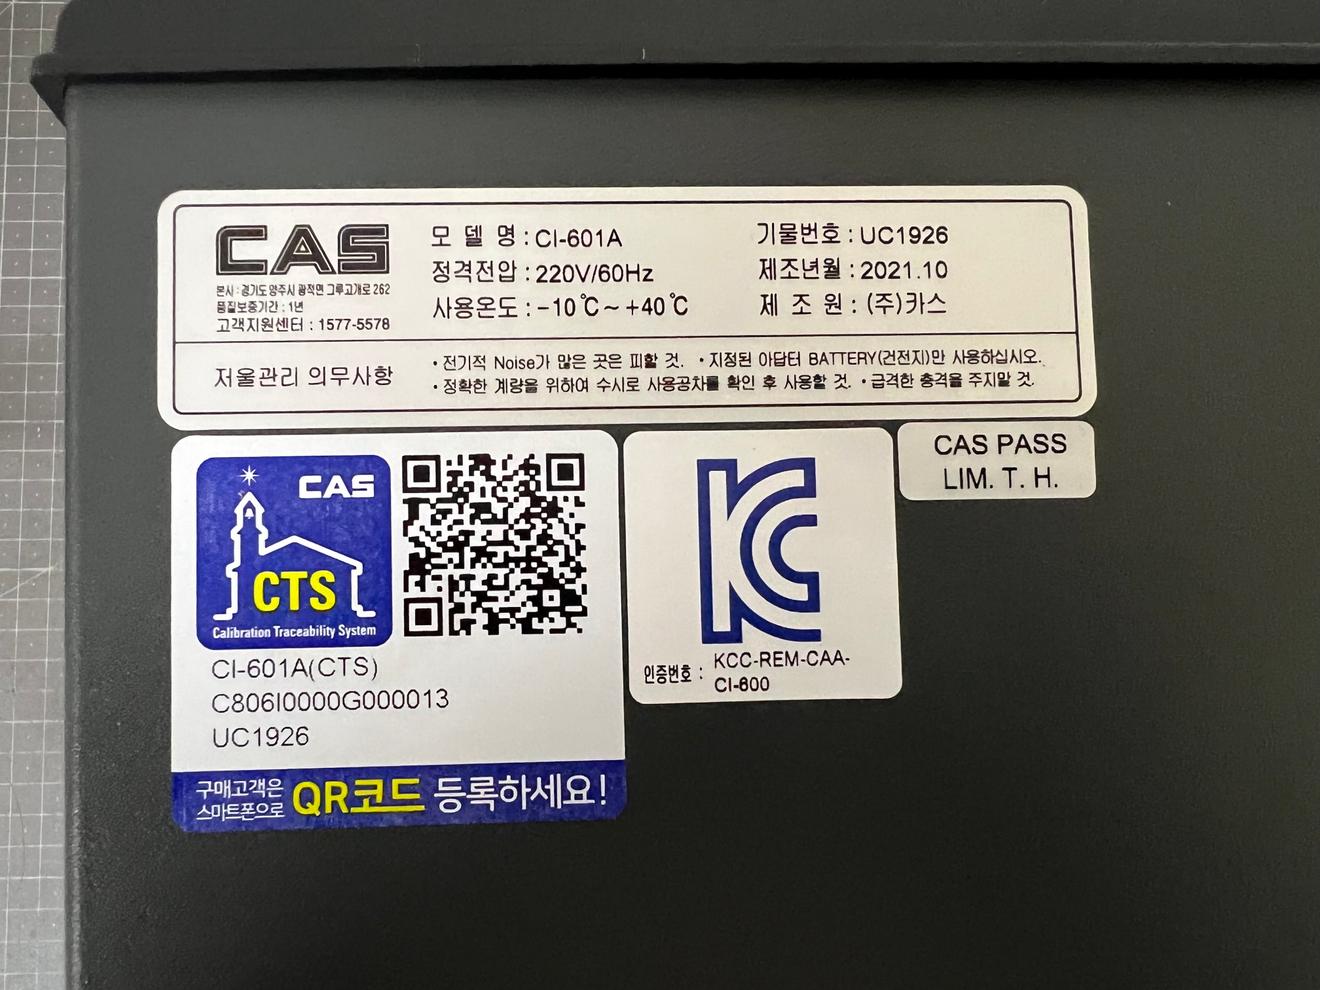 CAS
본사 : 경기도 양주시 광적면 그루고개로 262
품질보증기간 : 1년
고객지원센터 : 1577-5578
모 델 명 : CI-601A
정격전압 : 220V/60Hz
사용온도 : -10℃ ~ +40℃
기물번호 : UC1926
제조년월 : 2021.10
제 조 원 : (주)카스
저울관리 의무사항
• 전기적 Noise가 많은 곳은 피할 것. • 지정된 아답터 BATTERY(건전지)만 사용하십시오.
• 정확한 계량을 위하여 수시로 사용공차를 확인 후 사용할 것. • 급격한 충격을 주지말 것.
CAS
CTS
Calibration Traceability System
CI-601A(CTS)
C806I0000G000013
UC1926
구매고객은
스마트폰으로
QR코드 등록하세요!
KC
인증번호 : KCC-REM-CAA-
CI-600
CAS PASS
LIM. T. H.